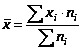 x̄ = ∑ xᵢ · nᵢ / ∑ nᵢ